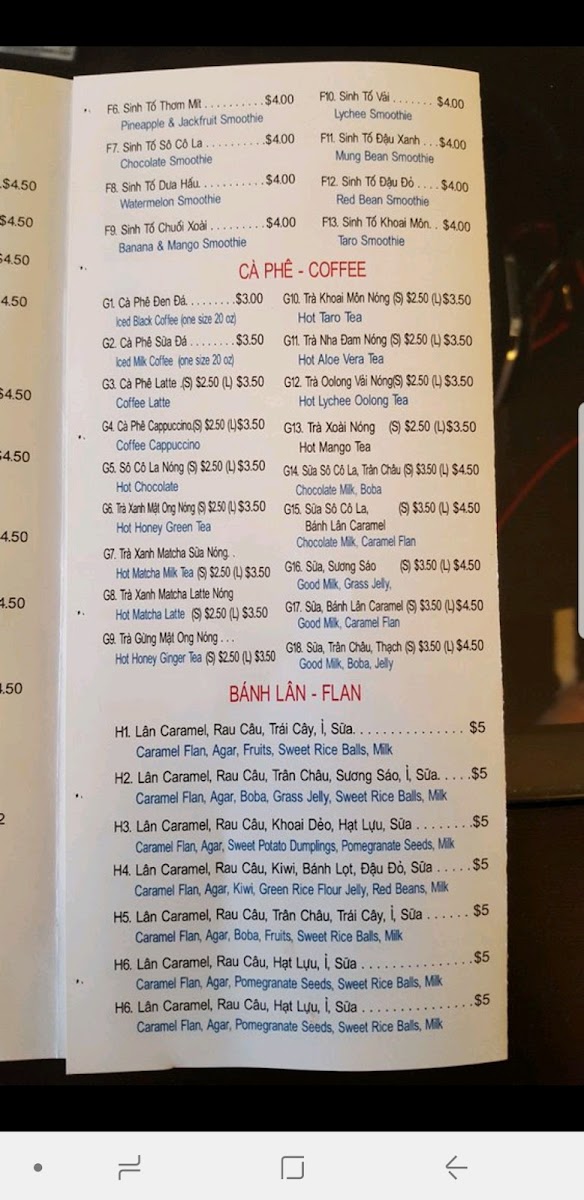 .$4.50
$4.50
$4.50
4.50
$4.50
$4.50
4.50
4.50
4.50
2
F6. Sinh Tố Thơm Mít . . . . . . . . . .$4.00
Pineapple & Jackfruit Smoothie
F7. Sinh Tố Sô Cô La . . . . . . . . . .$4.00
Chocolate Smoothie
F8. Sinh Tố Dưa Hấu. . . . . . . . . . .$4.00
Watermelon Smoothie
F9. Sinh Tố Chuối Xoài . . . . . . . . .$4.00
Banana & Mango Smoothie
F10. Sinh Tố Vải . . . . . . . $4.00
Lychee Smoothie
F11. Sinh Tố Đậu Xanh . . .$4.00
Mung Bean Smoothie
F12. Sinh Tố Đậu Đỏ . . . . $4.00
Red Bean Smoothie
F13. Sinh Tố Khoai Môn. . $4.00
Taro Smoothie
CÀ PHÊ - COFFEE
G1. Cà Phê Đen Đá. . . . . . . . .$3.00
Iced Black Coffee (one size 20 oz)
G2. Cà Phê Sữa Đá . . . . . . . .$3.50
Iced Milk Coffee (one size 20 oz)
G3. Cà Phê Latte .(S) $2.50 (L) $3.50
Coffee Latte
G4. Cà Phê Cappuccino.(S) $2.50 (L)$3.50
Coffee Cappuccino
G5. Sô Cô La Nóng (S) $2.50 (L)$3.50
Hot Chocolate
G6. Trà Xanh Mật Ong Nóng (S) $2.50 (L)$3.50
Hot Honey Green Tea
G7. Trà Xanh Matcha Sữa Nóng. .
Hot Matcha Milk Tea (S) $2.50 (L) $3.50
G8. Trà Xanh Matcha Latte Nóng
Hot Matcha Latte (S) $2.50 (L) $3.50
G9. Trà Gừng Mật Ong Nóng . . .
Hot Honey Ginger Tea (S) $2.50 (L) $3.50
G10. Trà Khoai Môn Nóng (S) $2.50 (L)$3.50
Hot Taro Tea
G11. Trà Nha Đam Nóng (S) $2.50 (L)$3.50
Hot Aloe Vera Tea
G12. Trà Oolong Vải Nóng(S) $2.50 (L)$3.50
Hot Lychee Oolong Tea
G13. Trà Xoài Nóng (S) $2.50 (L)$3.50
Hot Mango Tea
G14. Sữa Sô Cô La, Trân Châu (S) $3.50 (L) $4.50
Chocolate Milk, Boba
G15. Sữa Sô Cô La, (S) $3.50 (L) $4.50
Bánh Lân Caramel
Chocolate Milk, Caramel Flan
G16. Sữa, Sương Sáo (S) $3.50 (L) $4.50
Good Milk, Grass Jelly,
G17. Sữa, Bánh Lân Caramel (S) $3.50 (L)$4.50
Good Milk, Caramel Flan
G18. Sữa, Trân Châu, Thạch (S) $3.50 (L) $4.50
Good Milk, Boba, Jelly
BÁNH LÂN - FLAN
H1. Lân Caramel, Rau Câu, Trái Cây, Ỉ, Sữa. . . . . . . . . . . . . . . $5
Caramel Flan, Agar, Fruits, Sweet Rice Balls, Milk
H2. Lân Caramel, Rau Câu, Trân Châu, Sương Sáo, Ỉ, Sữa. . . . .$5
Caramel Flan, Agar, Boba, Grass Jelly, Sweet Rice Balls, Milk
H3. Lân Caramel, Rau Câu, Khoai Dẻo, Hạt Lựu, Sữa . . . . . . . .$5
Caramel Flan, Agar, Sweet Potato Dumplings, Pomegranate Seeds, Milk
H4. Lân Caramel, Rau Câu, Kiwi, Bánh Lọt, Đậu Đỏ, Sữa . . . . . $5
Caramel Flan, Agar, Kiwi, Green Rice Flour Jelly, Red Beans, Milk
H5. Lân Caramel, Rau Câu, Trân Châu, Trái Cây, Ỉ, Sữa . . . . . . $5
Caramel Flan, Agar, Boba, Fruits, Sweet Rice Balls, Milk
H6. Lân Caramel, Rau Câu, Hạt Lựu, Ỉ, Sữa . . . . . . . . . . . . . . .$5
Caramel Flan, Agar, Pomegranate Seeds, Sweet Rice Balls, Milk
H6. Lân Caramel, Rau Câu, Hạt Lựu, Ỉ, Sữa . . . . . . . . . . . . . . .$5
Caramel Flan, Agar, Pomegranate Seeds, Sweet Rice Balls, Milk